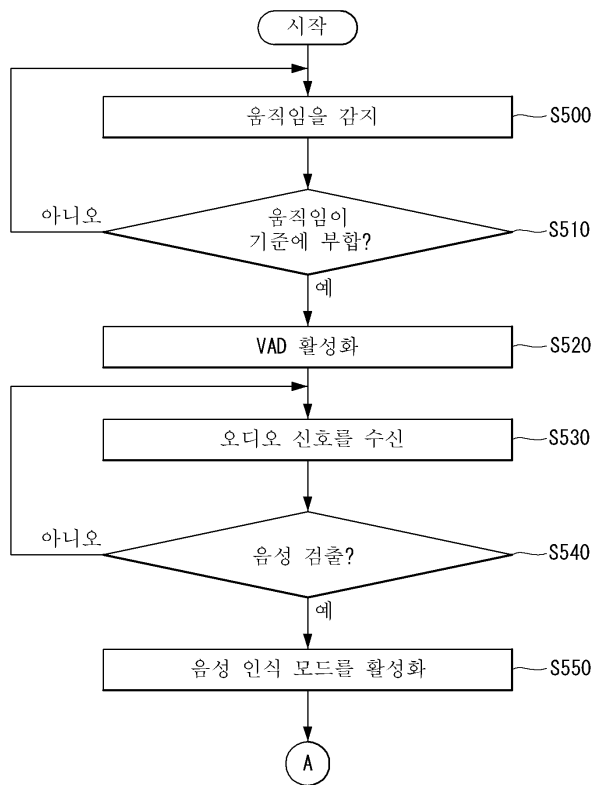 시작
움직임을 감지
S500
아니오
움직임이
기준에 부합?
S510
예
VAD 활성화
S520
오디오 신호를 수신
S530
아니오
음성 검출?
S540
예
음성 인식 모드를 활성화
S550
A